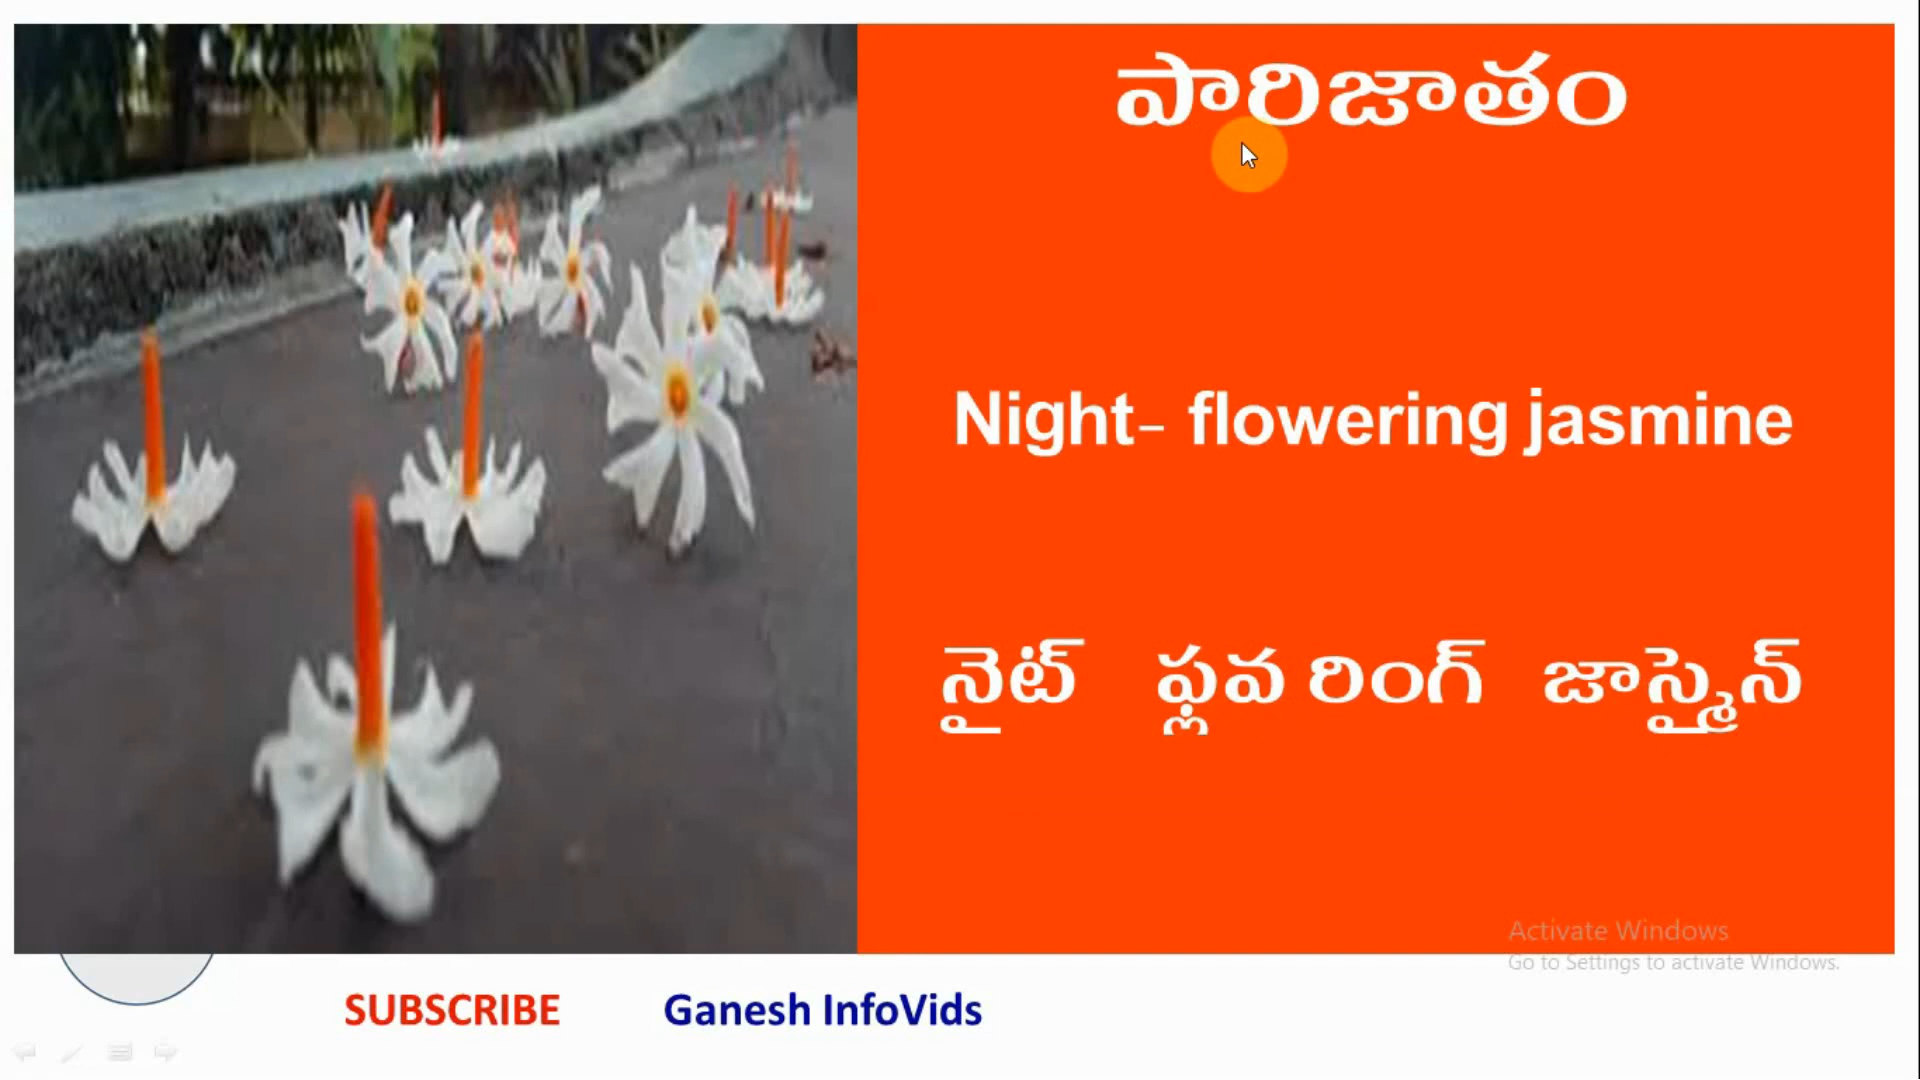 పారిజాతం
Night- flowering jasmine
నైట్ ఫ్లవ రింగ్ జాస్మైన్
Activate Windows
Go to Settings to activate Windows.
SUBSCRIBE Ganesh InfoVids